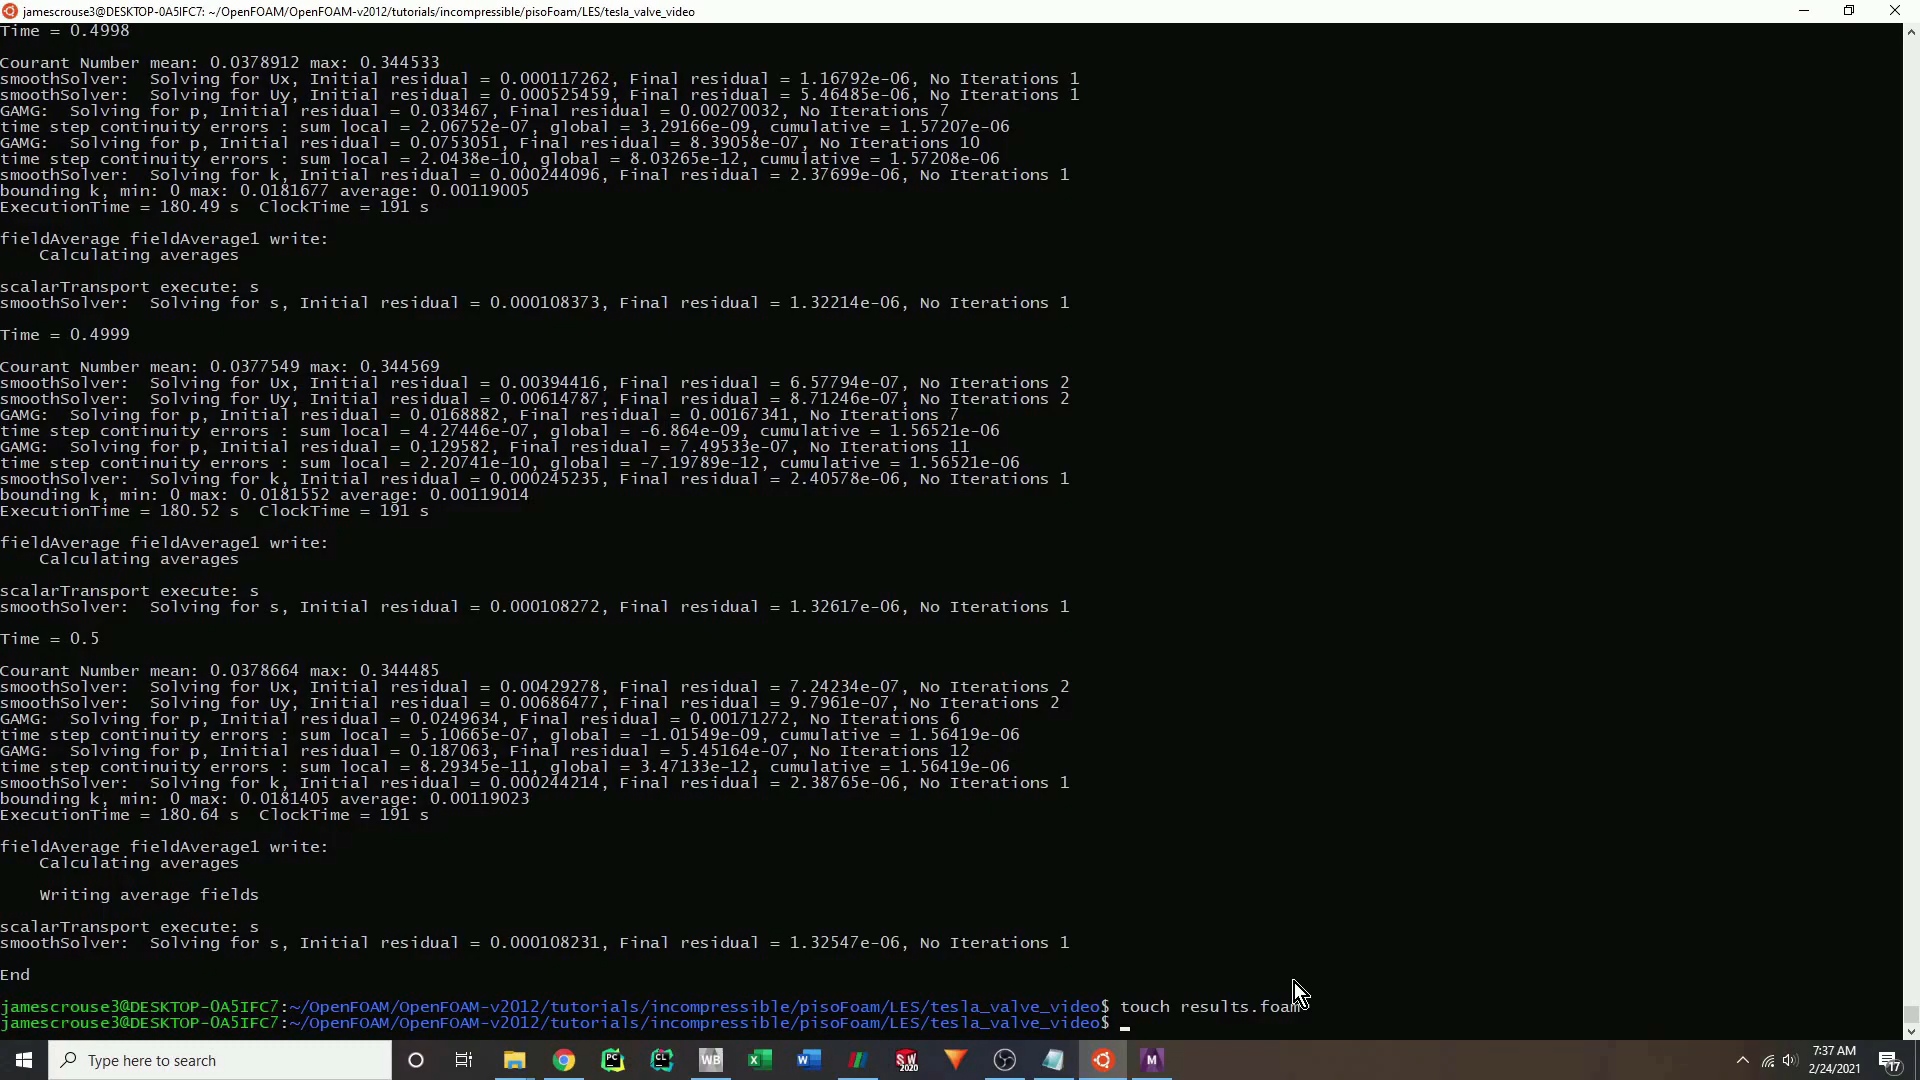 jamescrouse3@DESKTOP-0A5IFC7: ~/OpenFOAM/OpenFOAM-v2012/tutorials/incompressible/pisoFoam/LES/tesla_valve_video
Time = 0.4998
Courant Number mean: 0.0378912 max: 0.344533
smoothSolver:  Solving for Ux, Initial residual = 0.000117262, Final residual = 1.16792e-06, No Iterations 1
smoothSolver:  Solving for Uy, Initial residual = 0.000525459, Final residual = 5.46485e-06, No Iterations 1
GAMG:  Solving for p, Initial residual = 0.033467, Final residual = 0.00270032, No Iterations 7
time step continuity errors : sum local = 2.06752e-07, global = 3.29166e-09, cumulative = 1.57207e-06
GAMG:  Solving for p, Initial residual = 0.0753051, Final residual = 8.39058e-07, No Iterations 10
time step continuity errors : sum local = 2.0438e-10, global = 8.03265e-12, cumulative = 1.57208e-06
smoothSolver:  Solving for k, Initial residual = 0.000244096, Final residual = 2.37699e-06, No Iterations 1
bounding k, min: 0 max: 0.0181677 average: 0.00119005
ExecutionTime = 180.49 s  ClockTime = 191 s
fieldAverage fieldAverage1 write:
    Calculating averages
scalarTransport execute: s
smoothSolver:  Solving for s, Initial residual = 0.000108373, Final residual = 1.32214e-06, No Iterations 1
Time = 0.4999
Courant Number mean: 0.0377549 max: 0.344569
smoothSolver:  Solving for Ux, Initial residual = 0.00394416, Final residual = 6.57794e-07, No Iterations 2
smoothSolver:  Solving for Uy, Initial residual = 0.00614787, Final residual = 8.71246e-07, No Iterations 2
GAMG:  Solving for p, Initial residual = 0.0168882, Final residual = 0.00167341, No Iterations 7
time step continuity errors : sum local = 4.27446e-07, global = -6.864e-09, cumulative = 1.56521e-06
GAMG:  Solving for p, Initial residual = 0.129582, Final residual = 7.49533e-07, No Iterations 11
time step continuity errors : sum local = 2.20741e-10, global = -7.19789e-12, cumulative = 1.56521e-06
smoothSolver:  Solving for k, Initial residual = 0.000245235, Final residual = 2.40578e-06, No Iterations 1
bounding k, min: 0 max: 0.0181552 average: 0.00119014
ExecutionTime = 180.52 s  ClockTime = 191 s
fieldAverage fieldAverage1 write:
    Calculating averages
scalarTransport execute: s
smoothSolver:  Solving for s, Initial residual = 0.000108272, Final residual = 1.32617e-06, No Iterations 1
Time = 0.5
Courant Number mean: 0.0378664 max: 0.344485
smoothSolver:  Solving for Ux, Initial residual = 0.00429278, Final residual = 7.24234e-07, No Iterations 2
smoothSolver:  Solving for Uy, Initial residual = 0.00686477, Final residual = 9.7961e-07, No Iterations 2
GAMG:  Solving for p, Initial residual = 0.0249634, Final residual = 0.00171272, No Iterations 6
time step continuity errors : sum local = 5.10665e-07, global = -1.01549e-09, cumulative = 1.56419e-06
GAMG:  Solving for p, Initial residual = 0.187063, Final residual = 5.45164e-07, No Iterations 12
time step continuity errors : sum local = 8.29345e-11, global = 3.47133e-12, cumulative = 1.56419e-06
smoothSolver:  Solving for k, Initial residual = 0.000244214, Final residual = 2.38765e-06, No Iterations 1
bounding k, min: 0 max: 0.0181405 average: 0.00119023
ExecutionTime = 180.64 s  ClockTime = 191 s
fieldAverage fieldAverage1 write:
    Calculating averages
    Writing average fields
scalarTransport execute: s
smoothSolver:  Solving for s, Initial residual = 0.000108231, Final residual = 1.32547e-06, No Iterations 1
End
jamescrouse3@DESKTOP-0A5IFC7:~/OpenFOAM/OpenFOAM-v2012/tutorials/incompressible/pisoFoam/LES/tesla_valve_video$ touch results.foam
jamescrouse3@DESKTOP-0A5IFC7:~/OpenFOAM/OpenFOAM-v2012/tutorials/incompressible/pisoFoam/LES/tesla_valve_video$
Type here to search
PC
CL
WB
SW
2020
M
7:37 AM
2/24/2021
17